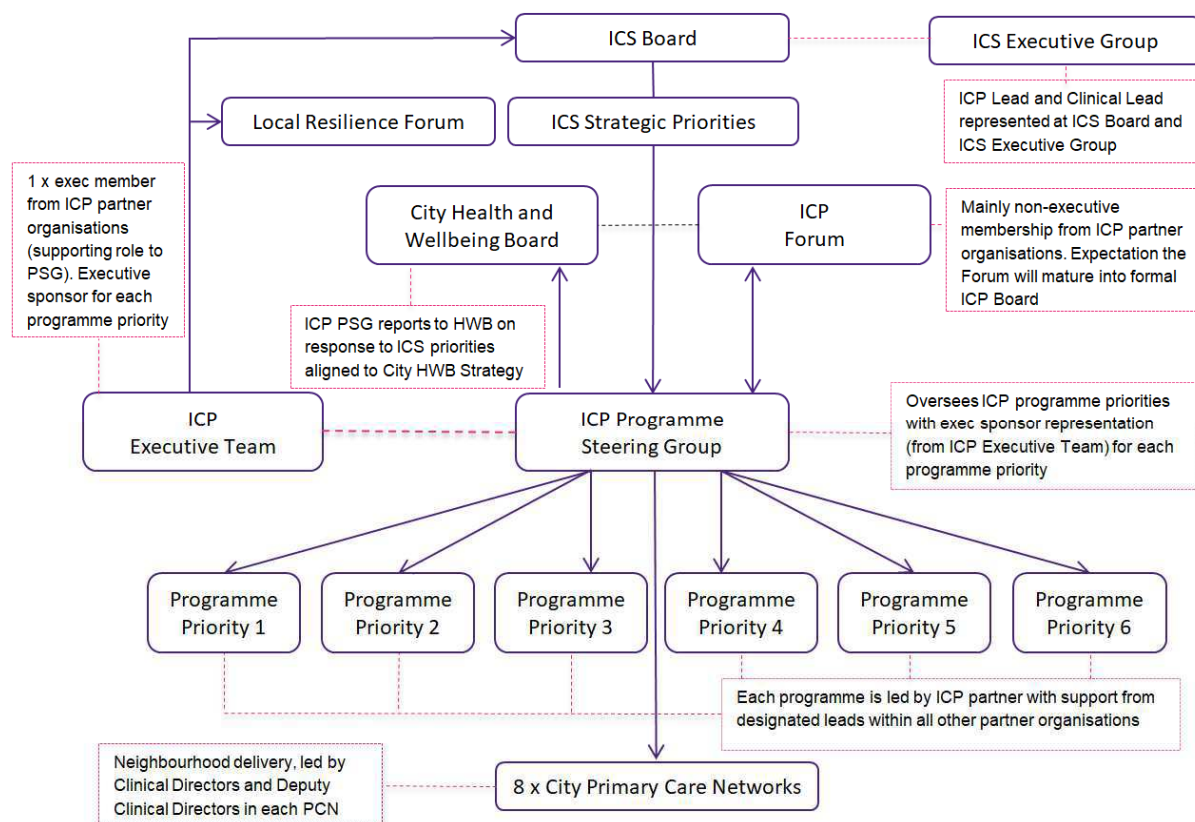 ICS Board
ICS Executive Group
ICP Lead and Clinical Lead
represented at ICS Board and
ICS Executive Group
Local Resilience Forum
ICS Strategic Priorities
1 x exec member
from ICP partner
organisations
(supporting role to
PSG). Executive
sponsor for each
programme priority
City Health and
Wellbeing Board
ICP
Forum
Mainly non-executive
membership from ICP partner
organisations. Expectation the
Forum will mature into formal
ICP Board
ICP PSG reports to HWB on
response to ICS priorities
aligned to City HWB Strategy
ICP
Executive Team
ICP Programme
Steering Group
Oversees ICP programme priorities
with exec sponsor representation
(from ICP Executive Team) for each
programme priority
Programme
Priority 1
Programme
Priority 2
Programme
Priority 3
Programme
Priority 4
Programme
Priority 5
Programme
Priority 6
Each programme is led by ICP partner with support from
designated leads within all other partner organisations
Neighbourhood delivery, led by
Clinical Directors and Deputy
Clinical Directors in each PCN
8 x City Primary Care Networks